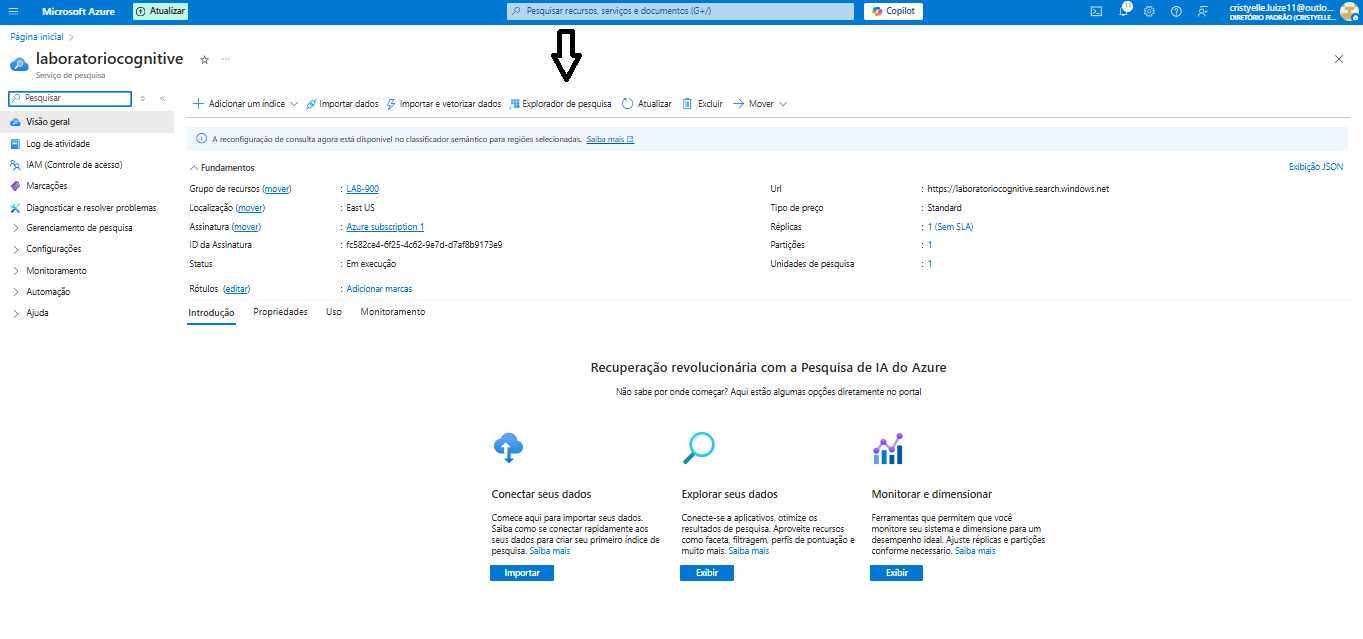 Microsoft Azure
Atualizar
Pesquisar recursos, serviços e documentos (G+/)
Copilot
11
cristyelle.luize11@outlo...
DIRETÓRIO PADRÃO (CRISTYELLE....
Página inicial
laboratoriocognitive
Serviço de pesquisa
Pesquisar
Adicionar um índice
Importar dados
Importar e vetorizar dados
Explorador de pesquisa
Atualizar
Excluir
Mover
Visão geral
Log de atividade
IAM (Controle de acesso)
Marcações
Diagnosticar e resolver problemas
Gerenciamento de pesquisa
Configurações
Monitoramento
Automação
Ajuda
A reconfiguração de consulta agora está disponível no classificador semântico para regiões selecionadas. Saiba mais
Fundamentos
Exibição JSON
Grupo de recursos (mover) : LAB-900
Localização (mover) : East US
Assinatura (mover) : Azure subscription 1
ID da Assinatura : fc582ce4-6f25-4c62-9e7d-d7af8b9173e9
Status : Em execução
Rótulos (editar) : Adicionar marcas
Url : https://laboratoriocognitive.search.windows.net
Tipo de preço : Standard
Réplicas : 1 (Sem SLA)
Partições : 1
Unidades de pesquisa : 1
Introdução Propriedades Uso Monitoramento
Recuperação revolucionária com a Pesquisa de IA do Azure
Não sabe por onde começar? Aqui estão algumas opções diretamente no portal
Conectar seus dados
Comece aqui para importar seus dados.
Saiba como se conectar rapidamente aos
seus dados para criar seu primeiro índice de
pesquisa. Saiba mais
Importar
Explorar seus dados
Conecte-se a aplicativos, otimize os
resultados de pesquisa. Aproveite recursos
como faceta, filtragem, perfis de pontuação e
muito mais. Saiba mais
Exibir
Monitorar e dimensionar
Ferramentas que permitem que você
monitore seu sistema e dimensione para um
desempenho ideal. Ajuste réplicas e partições
conforme necessário. Saiba mais
Exibir